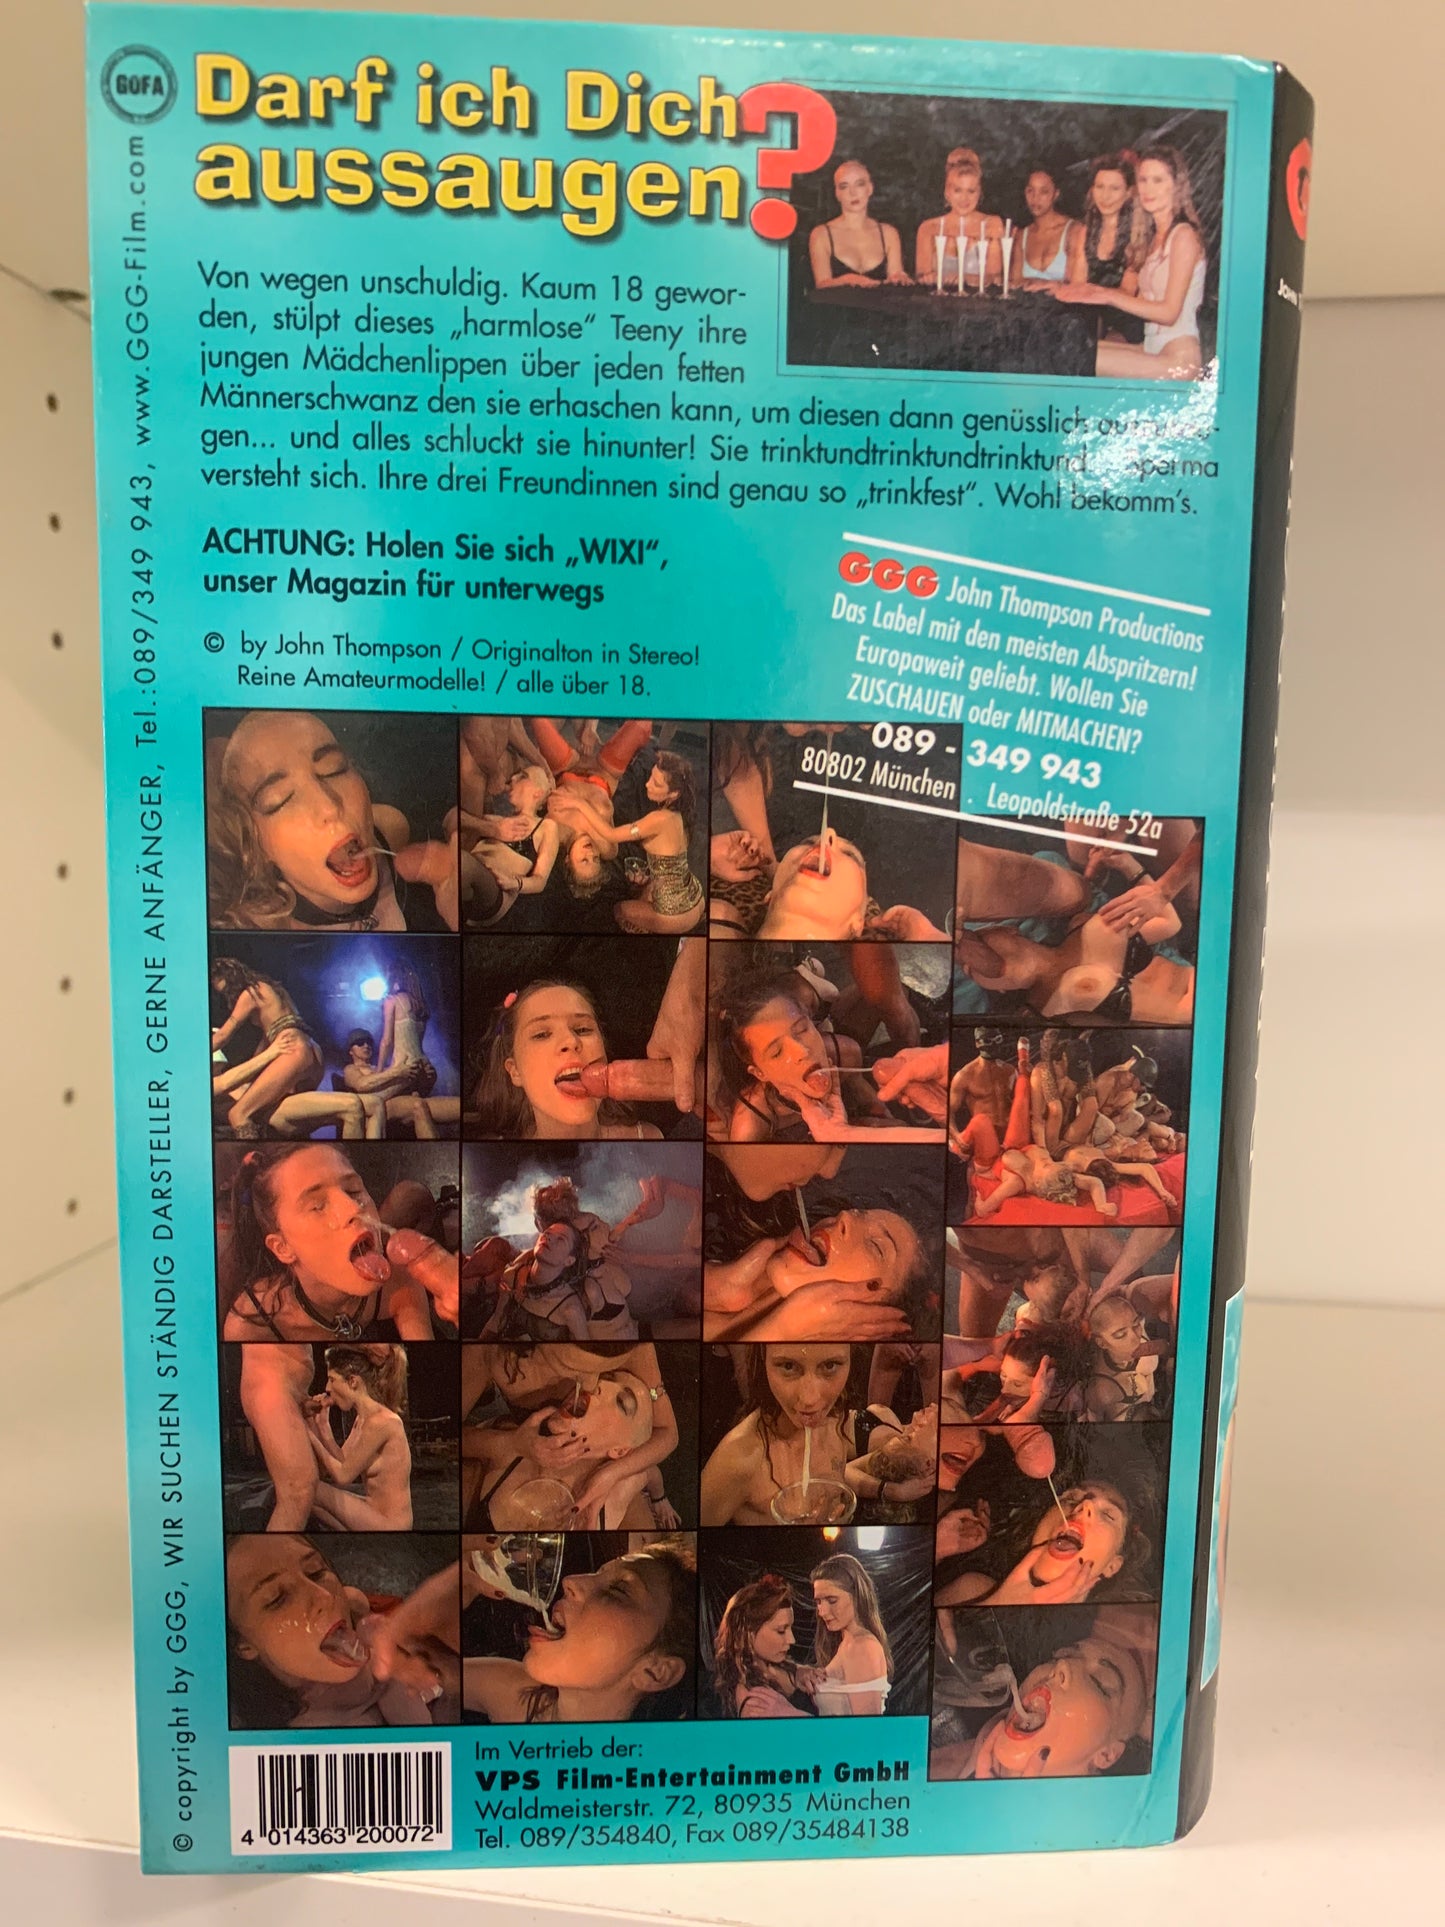 GOFA
Darf ich Dich
aussaugen?
Von wegen unschuldig. Kaum 18 gewor-
den, stülpt dieses „harmlose“ Teeny ihre
jungen Mädchenlippen über jeden fetten
Männerschwanz den sie erhaschen kann, um diesen dann genüsslich
gen... und alles schluckt sie hinunter! Sie trinktundtrinktundtrinktund Sperma
versteht sich. Ihre drei Freundinnen sind genau so „trinkfest“. Wohl bekomm's.
ACHTUNG: Holen Sie sich „WIXI“,
unser Magazin für unterwegs
© by John Thompson / Originalton in Stereo!
Reine Amateurmodelle! / alle über 18.
GGG John Thompson Productions
Das Label mit den meisten Abspritzern!
Europaweit geliebt. Wollen Sie
ZUSCHAUEN oder MITMACHEN?
089 - 349 943
80802 München . Leopoldstraße 52a
© copyright by GGG, WIR SUCHEN STÄNDIG DARSTELLER, GERNE ANFÄNGER, Tel.:089/349 943, www.GGG-Film.com
4 014363 200072
Im Vertrieb der:
VPS Film-Entertainment GmbH
Waldmeisterstr. 72, 80935 München
Tel. 089/354840, Fax 089/35484138